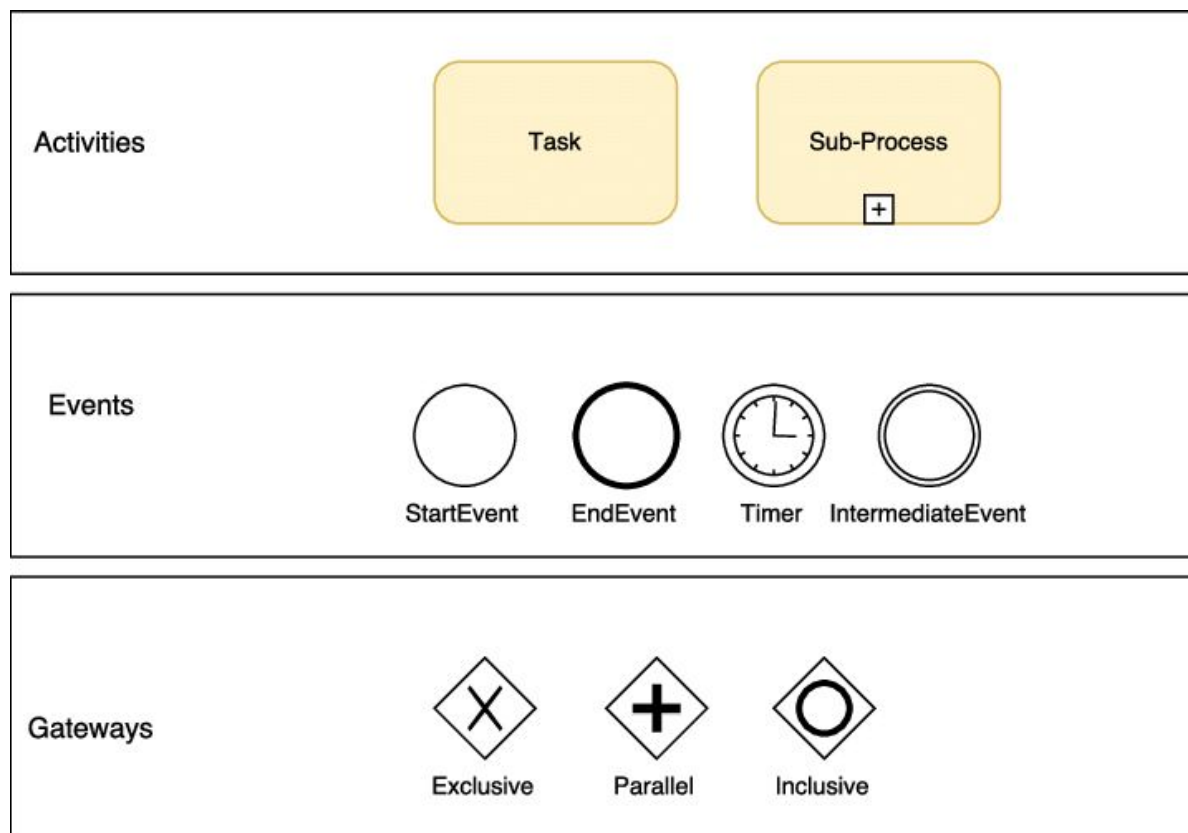 Activities
Task
Sub-Process
+
Events
StartEvent
EndEvent
Timer
IntermediateEvent
Gateways
Exclusive
Parallel
Inclusive